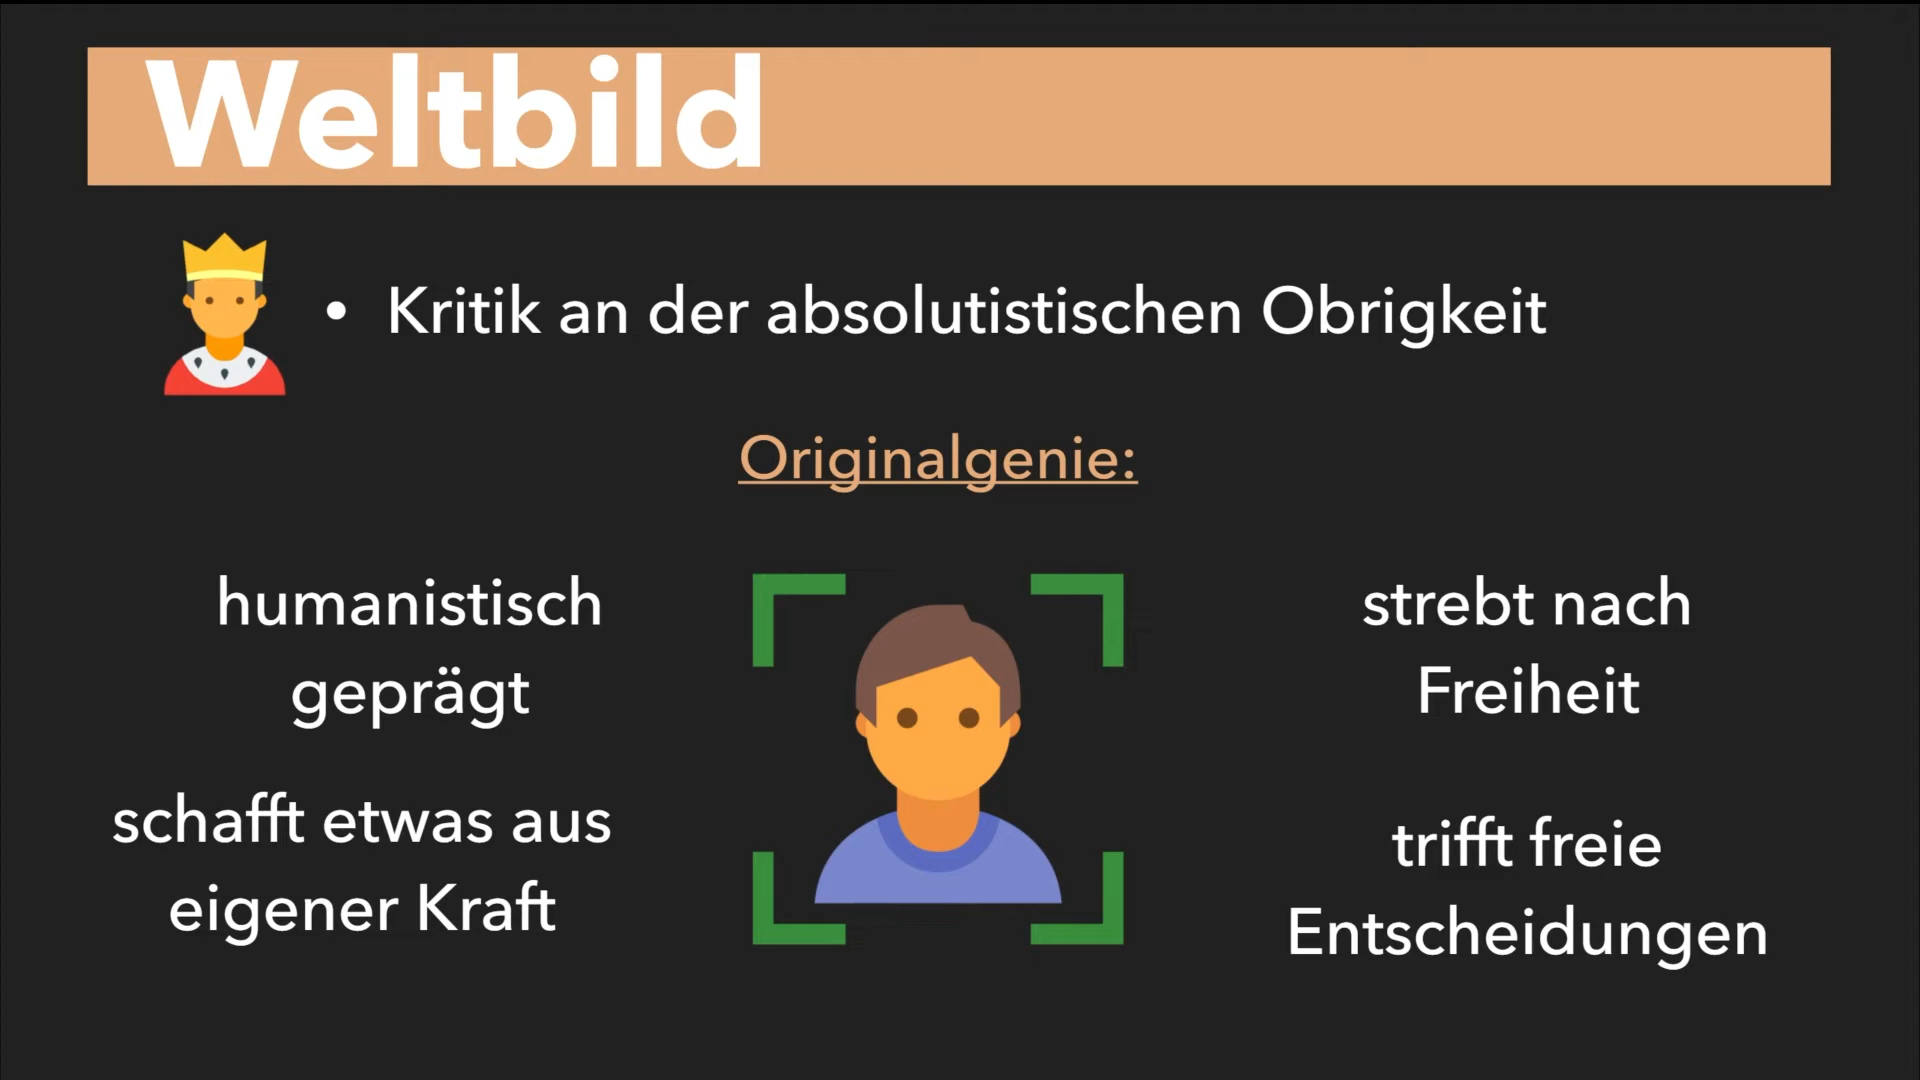 Weltbild
• Kritik an der absolutistischen Obrigkeit
Originalgenie:
humanistisch
geprägt
strebt nach
Freiheit
schafft etwas aus
eigener Kraft
trifft freie
Entscheidungen